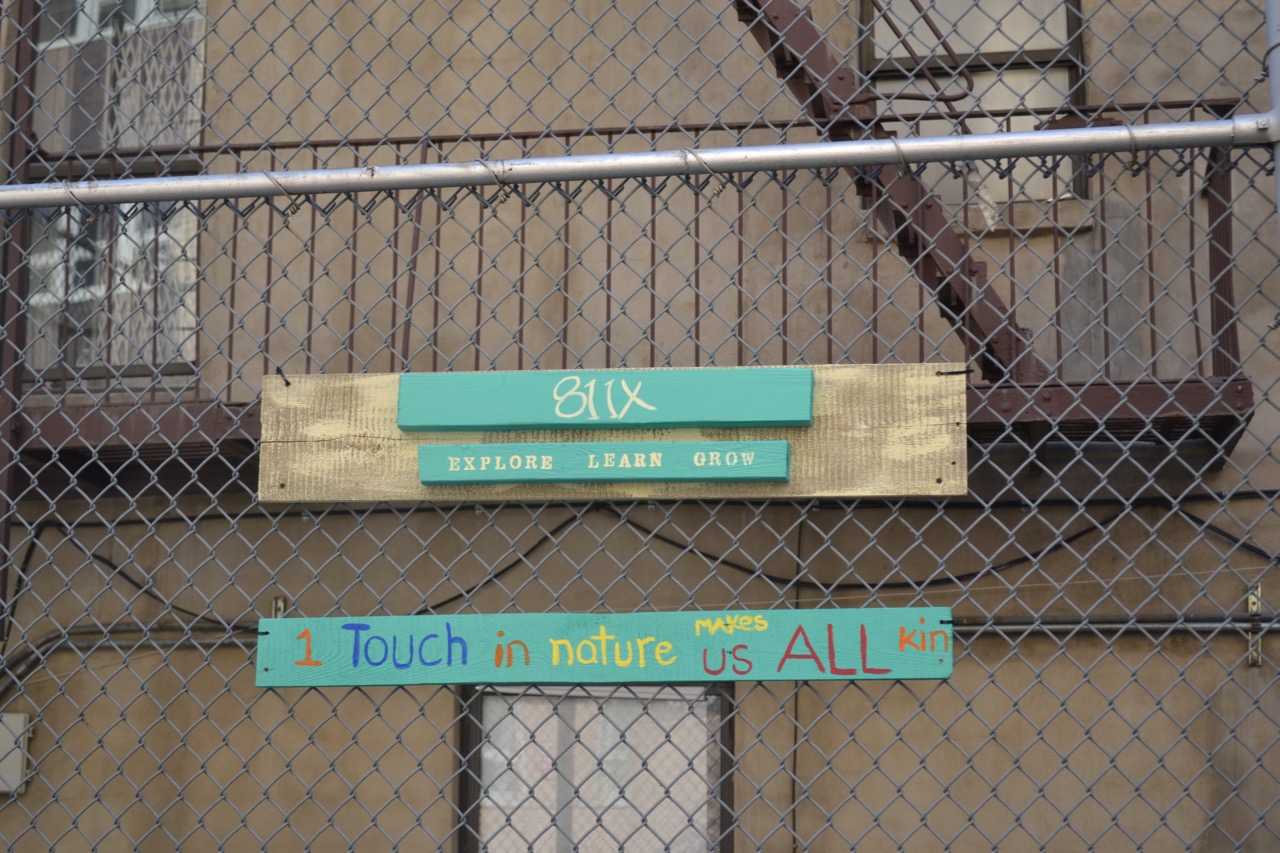 811X
EXPLORE LEARN GROW
1 Touch in nature MAKES us ALL kin